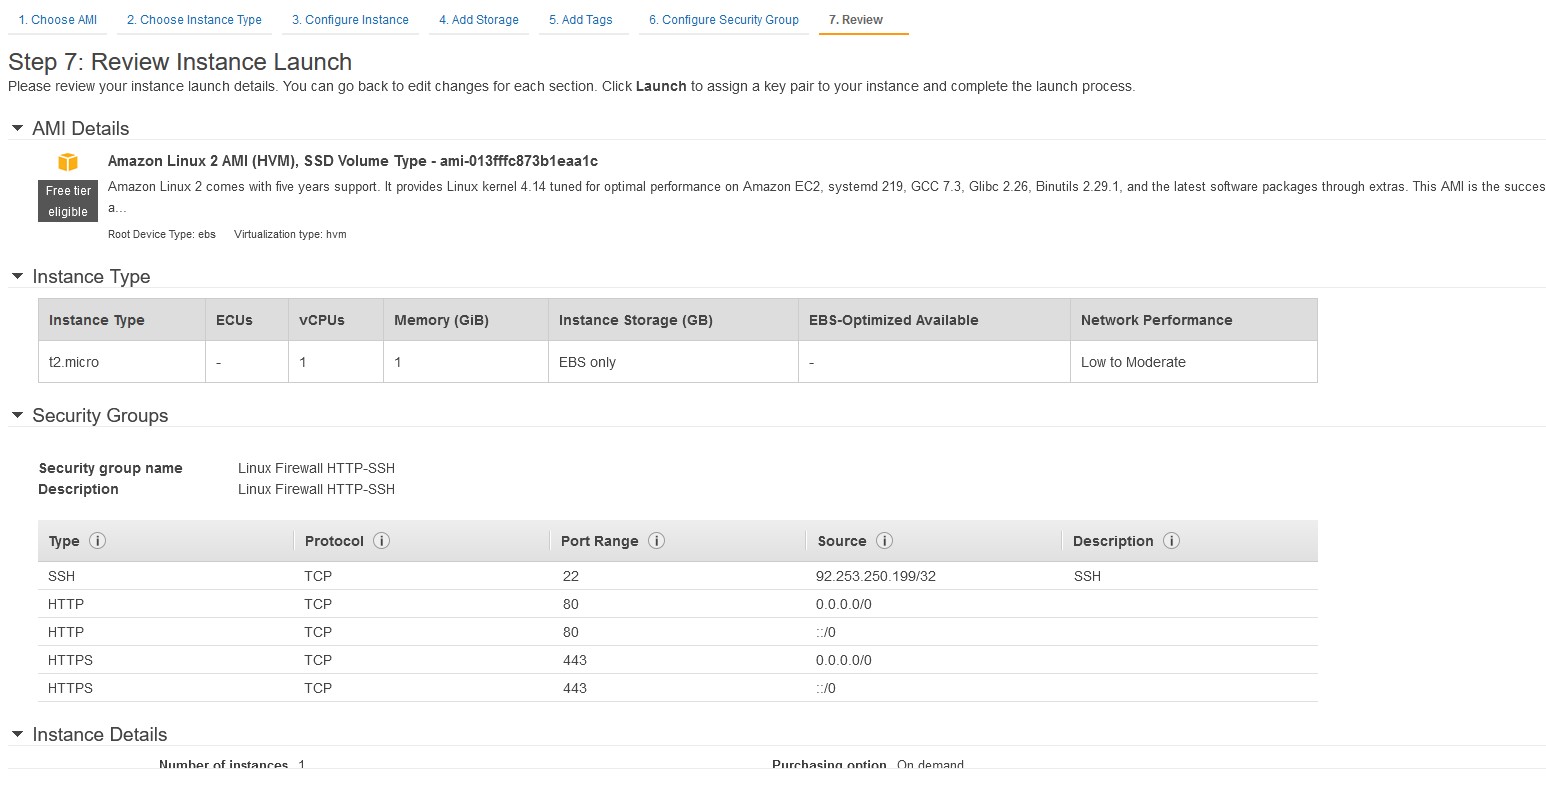 1. Choose AMI 2. Choose Instance Type 3. Configure Instance 4. Add Storage 5. Add Tags 6. Configure Security Group 7. Review
Step 7: Review Instance Launch
Please review your instance launch details. You can go back to edit changes for each section. Click Launch to assign a key pair to your instance and complete the launch process.
AMI Details
Amazon Linux 2 AMI (HVM), SSD Volume Type - ami-013fffc873b1eaa1c
Free tier eligible
Amazon Linux 2 comes with five years support. It provides Linux kernel 4.14 tuned for optimal performance on Amazon EC2, systemd 219, GCC 7.3, Glibc 2.26, Binutils 2.29.1, and the latest software packages through extras. This AMI is the succes
a...
Root Device Type: ebs Virtualization type: hvm
Instance Type
Instance Type ECUs vCPUs Memory (GiB) Instance Storage (GB) EBS-Optimized Available Network Performance
t2.micro - 1 1 EBS only - Low to Moderate
Security Groups
Security group name Linux Firewall HTTP-SSH
Description Linux Firewall HTTP-SSH
Type i Protocol i Port Range i Source i Description i
SSH TCP 22 92.253.250.199/32 SSH
HTTP TCP 80 0.0.0.0/0
HTTP TCP 80 ::/0
HTTPS TCP 443 0.0.0.0/0
HTTPS TCP 443 ::/0
Instance Details
Number of instances 1 Purchasing option On demand